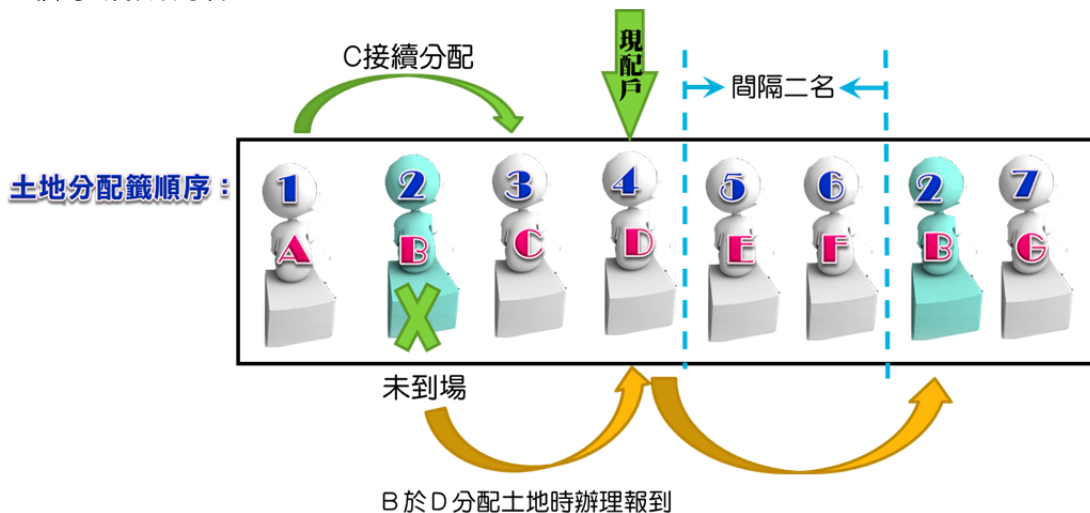 現配戶
C接續分配
間隔二名
土地分配籤順序：
1 2 3 4 5 6 2 7
A B C D E F B G
未到場
B於D分配土地時辦理報到